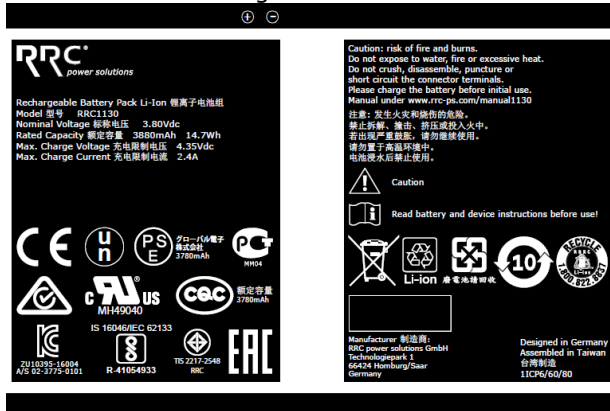 RRC
power solutions
Rechargeable Battery Pack Li-Ion 锂离子电池组
Model 型号 RRC1130
Nominal Voltage 标称电压 3.80Vdc
Rated Capacity 额定容量 3880mAh 14.7Wh
Max. Charge Voltage 充电限制电压 4.35Vdc
Max. Charge Current 充电限制电流 2.4A
CE
un
PS
E
グローバル電子
株式会社
3780mAh
PCT
MM04
c RU US
MH49040
CQC
额定容量
3780mAh
KC
ZU10395-16004
A/S 02-3775-0101
IS 16046/IEC 62133
R-41054933
TIS 2217-2548
RRC
EAC
Caution: risk of fire and burns.
Do not expose to water, fire or excessive heat.
Do not crush, disassemble, puncture or
short circuit the connector terminals.
Please charge the battery before initial use.
Manual under www.rrc-ps.com/manual1130
注意: 发生火灾和烧伤的危险。
禁止拆解、撞击、挤压或投入火中。
若出现严重鼓胀，请勿继续使用。
请勿置于高温环境中。
电池浸水后禁止使用。
Caution
Read battery and device instructions before use!
Li-ion
廢電池請回收
10
RECYCLE
Li-ion
1.800.822.8837
Manufacturer 制造商:
RRC power solutions GmbH
Technologiepark 1
66424 Homburg/Saar
Germany
Designed in Germany
Assembled in Taiwan
台湾制造
1ICP6/60/80